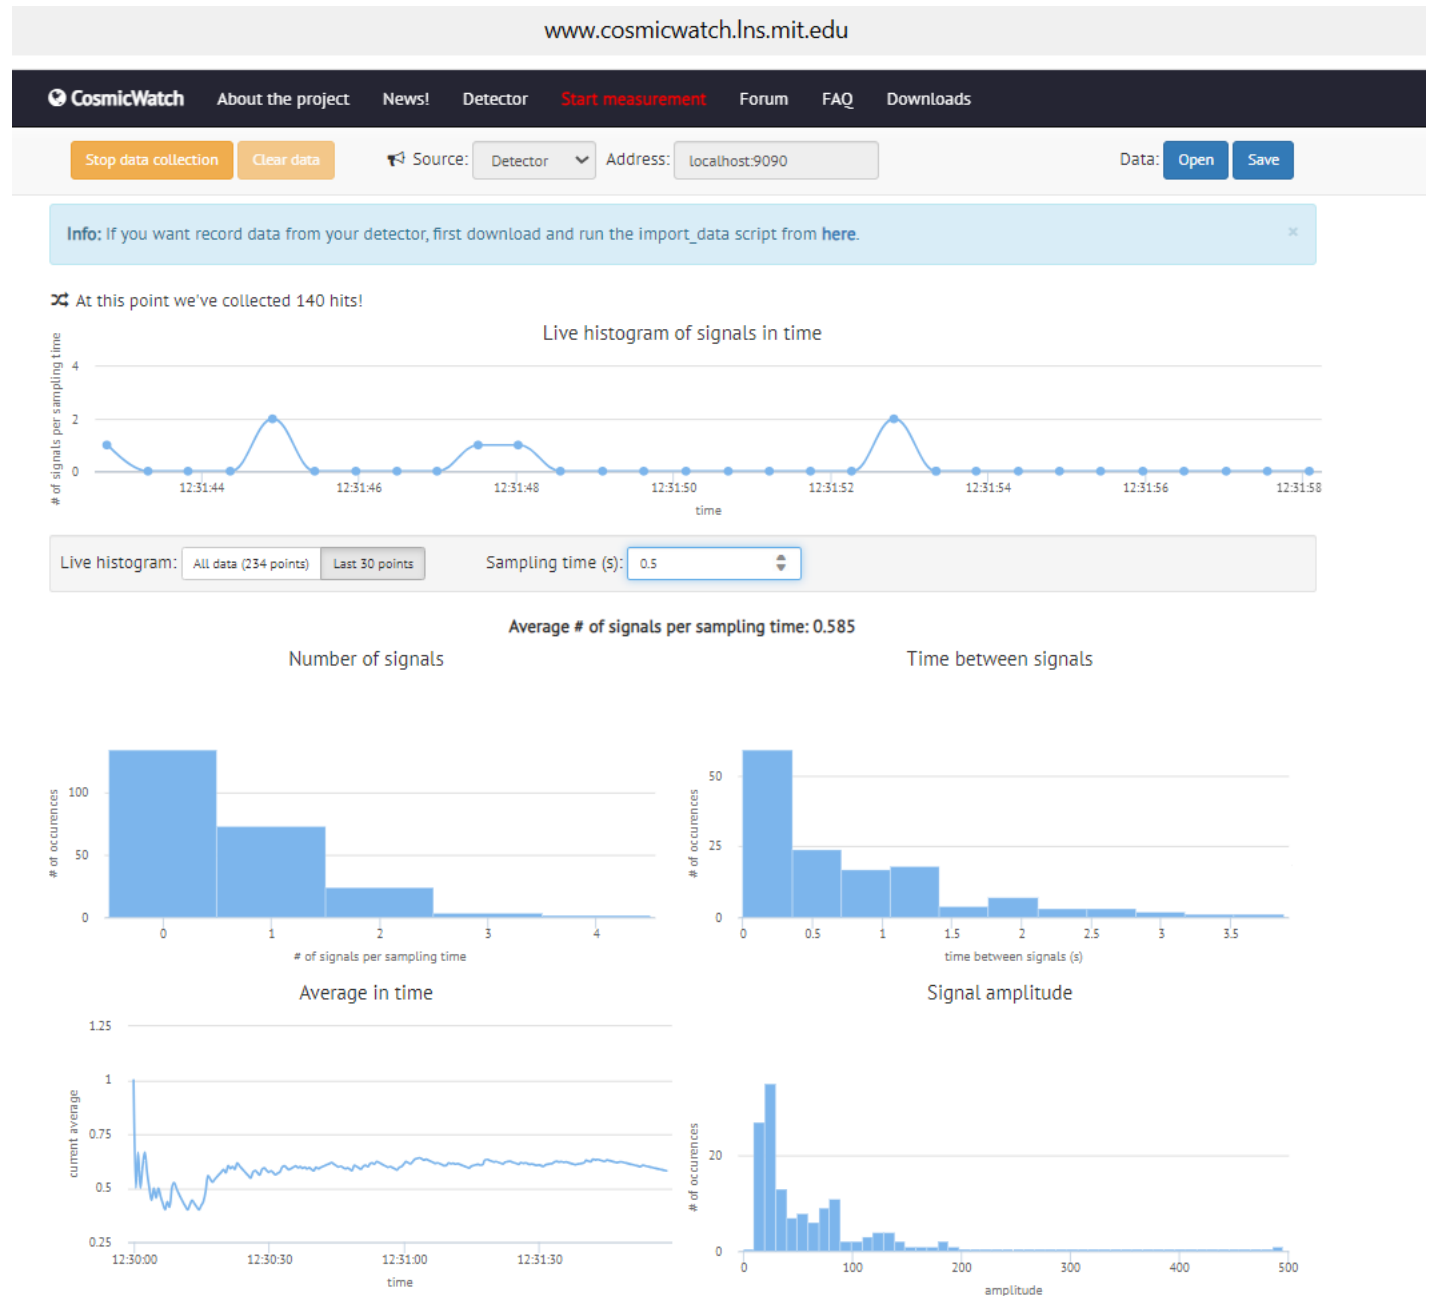 www.cosmicwatch.lns.mit.edu
CosmicWatch About the project News! Detector Start measurement Forum FAQ Downloads
Stop data collection Clear data Source: Detector Address: localhost:9090 Data: Open Save
Info: If you want record data from your detector, first download and run the import_data script from here. ×
At this point we've collected 140 hits!
Live histogram of signals in time
# of signals per sampling time
4
2
0
12:31:44 12:31:46 12:31:48 12:31:50 12:31:52 12:31:54 12:31:56 12:31:58
time
Live histogram: All data (234 points) Last 30 points Sampling time (s): 0.5
Average # of signals per sampling time: 0.585
Number of signals
# of occurences
100
50
0
0 1 2 3 4
# of signals per sampling time
Time between signals
# of occurences
50
25
0
0 0.5 1 1.5 2 2.5 3 3.5
time between signals (s)
Average in time
current average
1.25
1
0.75
0.5
0.25
12:30:00 12:30:30 12:31:00 12:31:30
time
Signal amplitude
# of occurences
20
0
0 100 200 300 400 500
amplitude